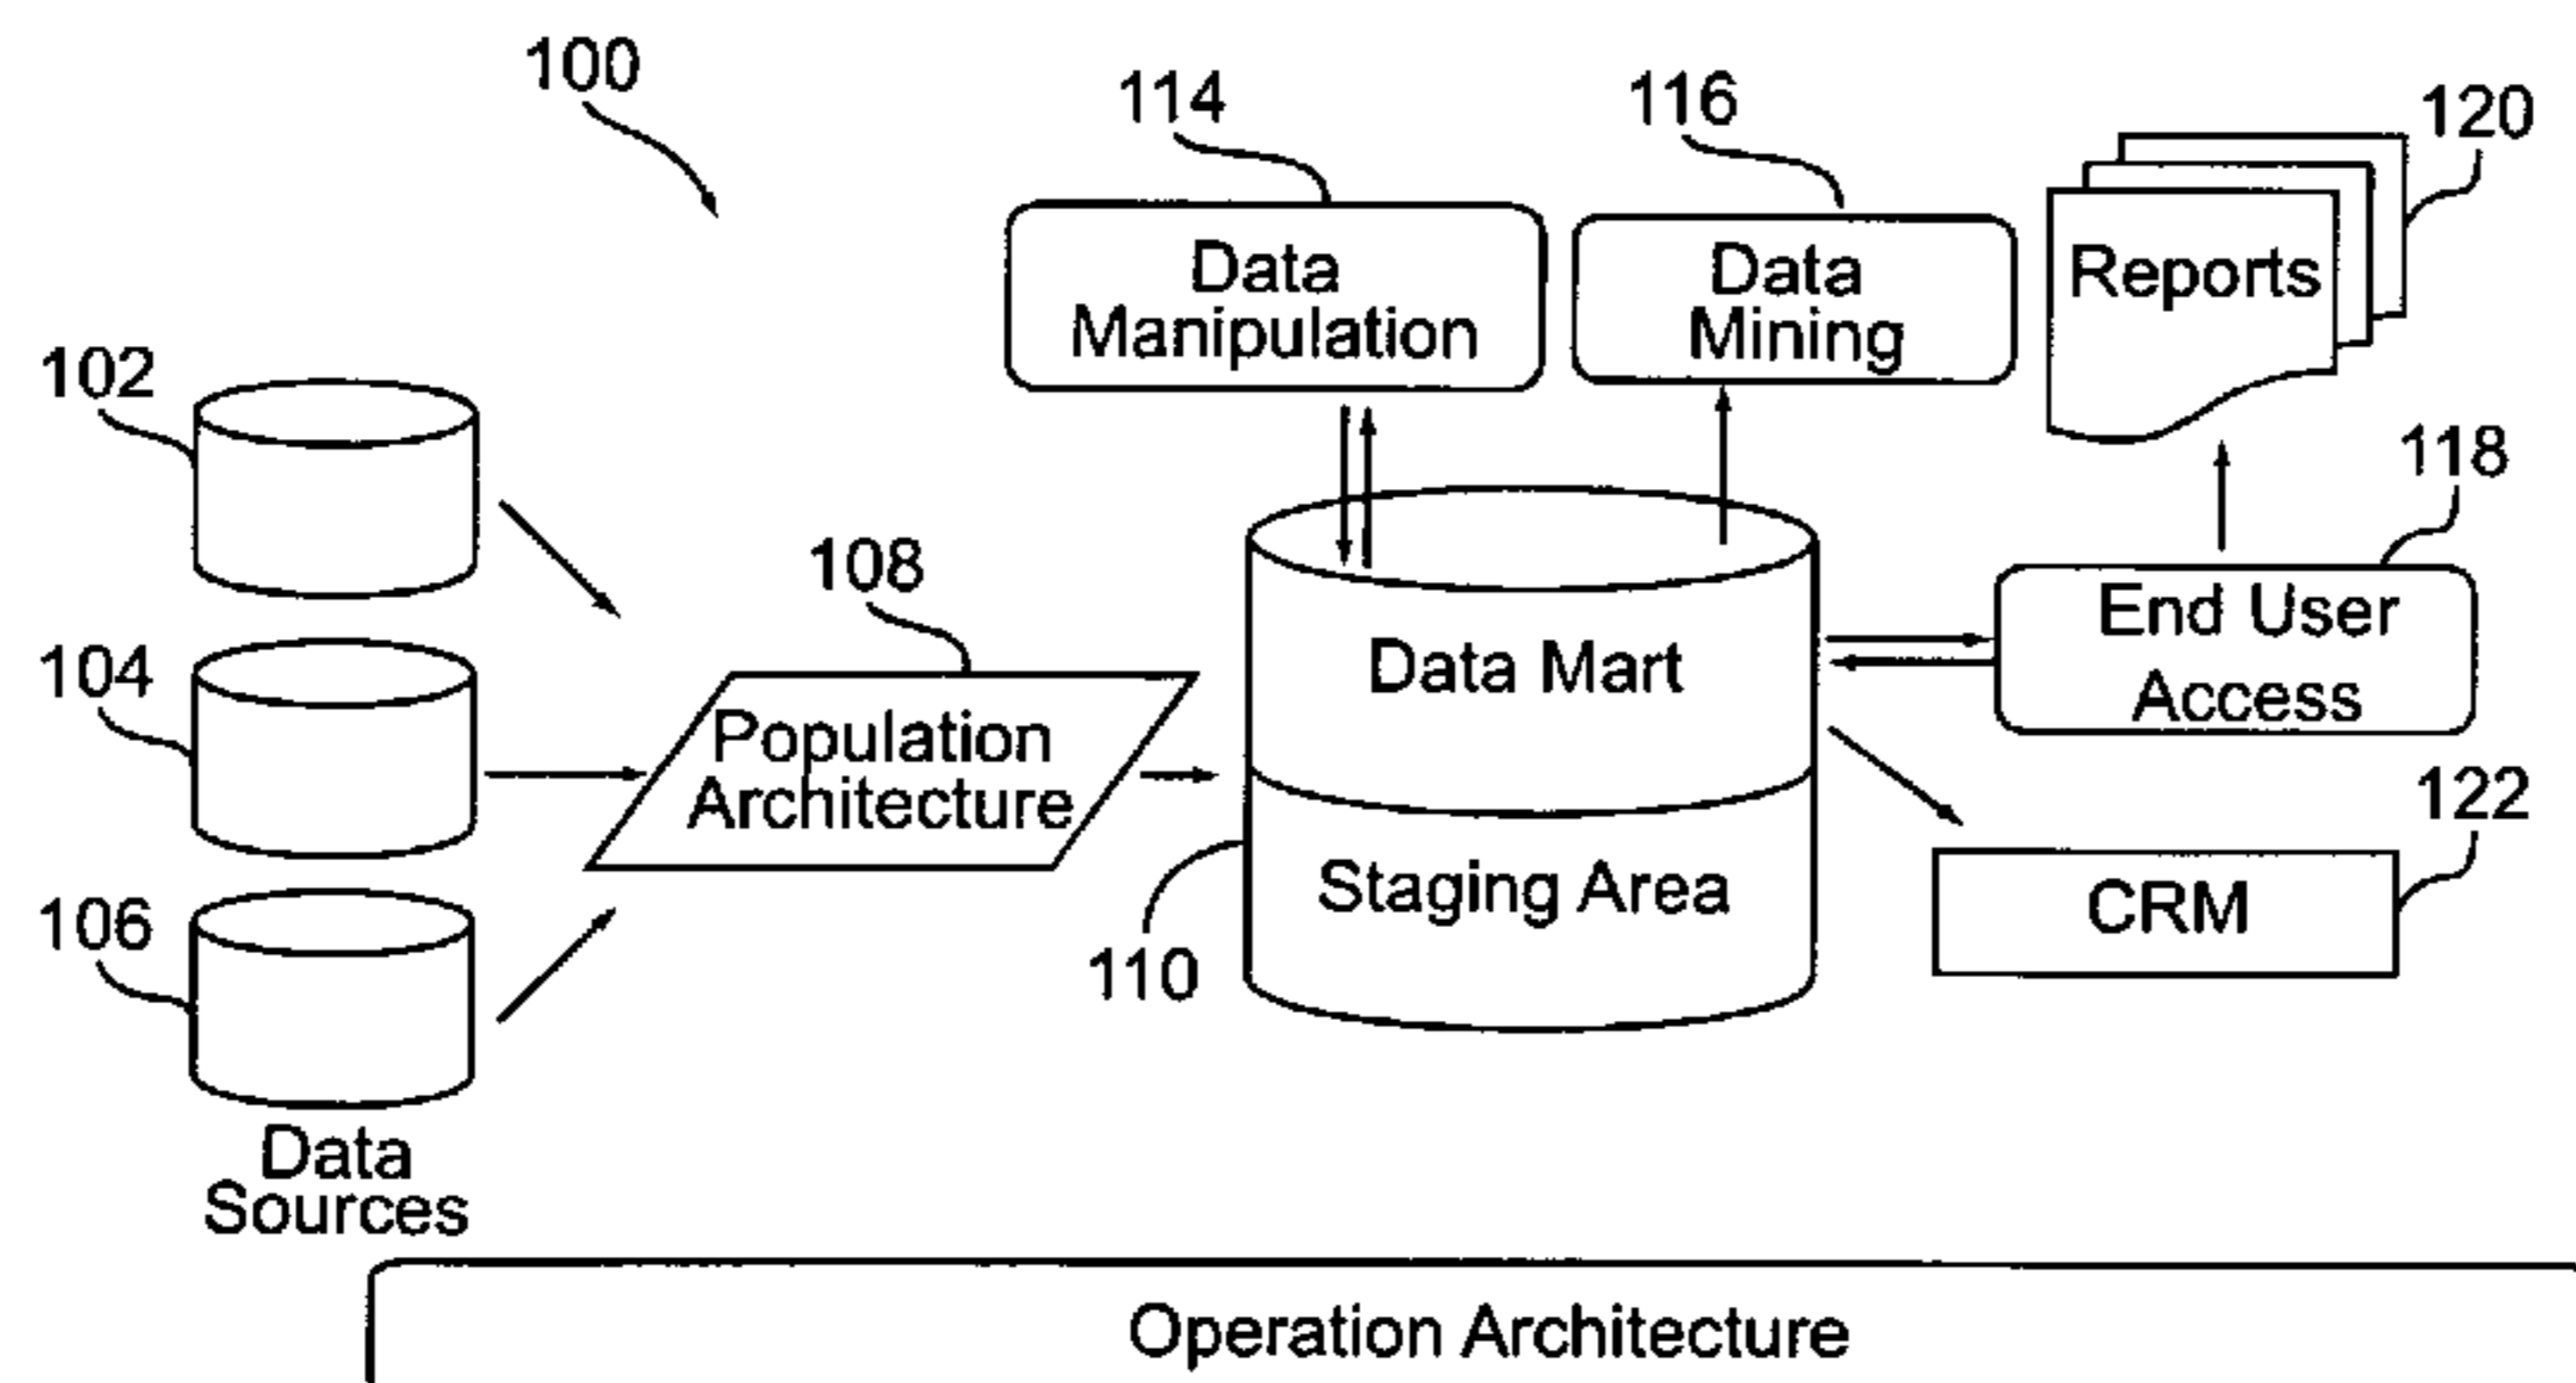 100
114
116
120
Data
Manipulation
Data
Mining
Reports
102
118
108
End User
Access
104
Data Mart
Population
Architecture
122
CRM
Staging Area
106
110
Data
Sources
Operation Architecture